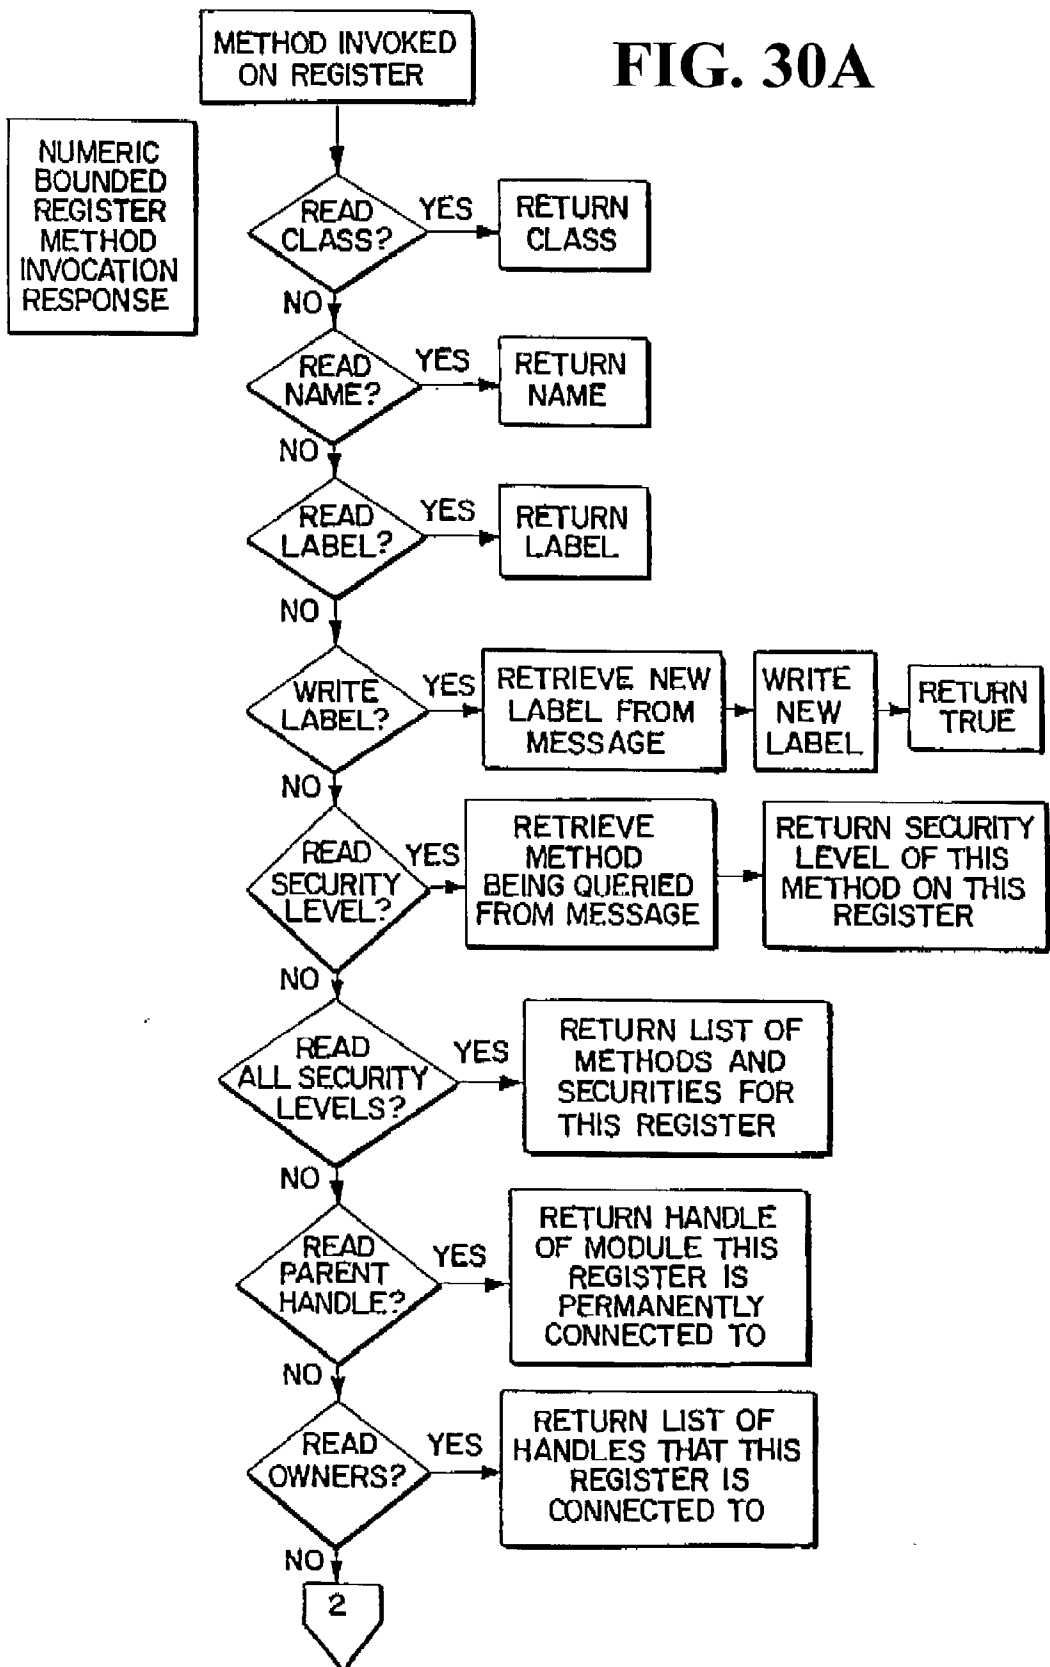 METHOD INVOKED
ON REGISTER
FIG. 30A
NUMERIC
BOUNDED
REGISTER
METHOD
INVOCATION
RESPONSE
READ
CLASS?
YES
RETURN
CLASS
NO
READ
NAME?
YES
RETURN
NAME
NO
READ
LABEL?
YES
RETURN
LABEL
NO
WRITE
LABEL?
YES
RETRIEVE NEW
LABEL FROM
MESSAGE
WRITE
NEW
LABEL
RETURN
TRUE
NO
READ
SECURITY
LEVEL?
YES
RETRIEVE
METHOD
BEING QUERIED
FROM MESSAGE
RETURN SECURITY
LEVEL OF THIS
METHOD ON THIS
REGISTER
NO
READ
ALL SECURITY
LEVELS?
YES
RETURN LIST OF
METHODS AND
SECURITIES FOR
THIS REGISTER
NO
READ
PARENT
HANDLE?
YES
RETURN HANDLE
OF MODULE THIS
REGISTER IS
PERMANENTLY
CONNECTED TO
NO
READ
OWNERS?
YES
RETURN LIST OF
HANDLES THAT THIS
REGISTER IS
CONNECTED TO
NO
2